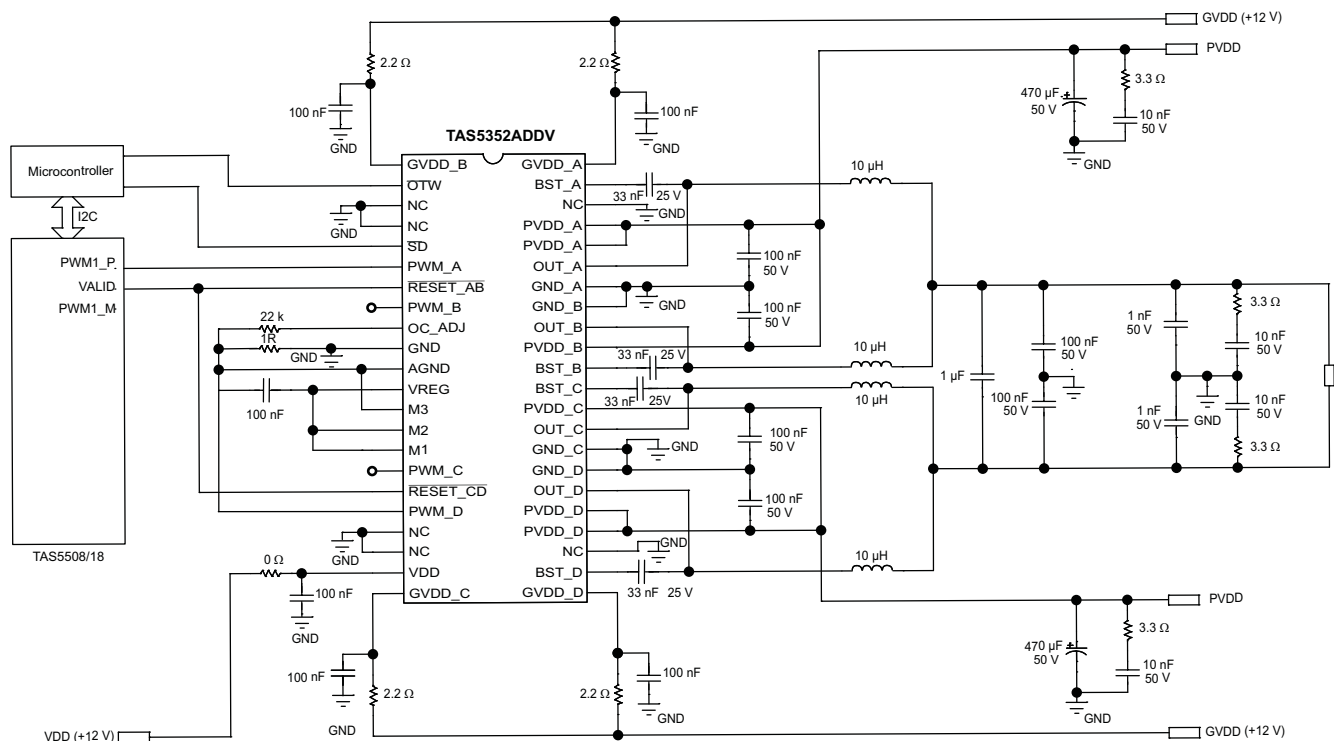 GVDD (+12 V)
PVDD
2.2 Ω
2.2 Ω
3.3 Ω
470 µF
50 V
10 nF
50 V
100 nF
100 nF
GND
GND
GND
TAS5352ADDV
Microcontroller
I2C
PWM1_P
VALID
PWM1_M
TAS5508/18
GVDD_B
OTW
NC
NC
SD
PWM_A
RESET_AB
PWM_B
OC_ADJ
GND
AGND
VREG
M3
M2
M1
PWM_C
RESET_CD
PWM_D
NC
NC
VDD
GVDD_C
GVDD_A
BST_A
NC
PVDD_A
PVDD_A
OUT_A
GND_A
GND_B
OUT_B
PVDD_B
BST_B
BST_C
PVDD_C
OUT_C
GND_C
GND_D
OUT_D
PVDD_D
PVDD_D
NC
BST_D
GVDD_D
GND
22 k
1R
GND
100 nF
GND
0 Ω
100 nF
GND
33 nF 25 V
GND
10 µH
100 nF
50 V
GND
100 nF
50 V
33 nF 25 V
10 µH
33 nF 25V
10 µH
100 nF
50 V
GND
100 nF
50 V
GND
33 nF 25 V
10 µH
1 µF
100 nF
50 V
100 nF
50 V
1 nF
50 V
3.3 Ω
10 nF
50 V
GND
1 nF
50 V
10 nF
50 V
3.3 Ω
PVDD
3.3 Ω
470 µF
50 V
10 nF
50 V
GND
100 nF
GND
2.2 Ω
2.2 Ω
100 nF
GND
VDD (+12 V)
GVDD (+12 V)